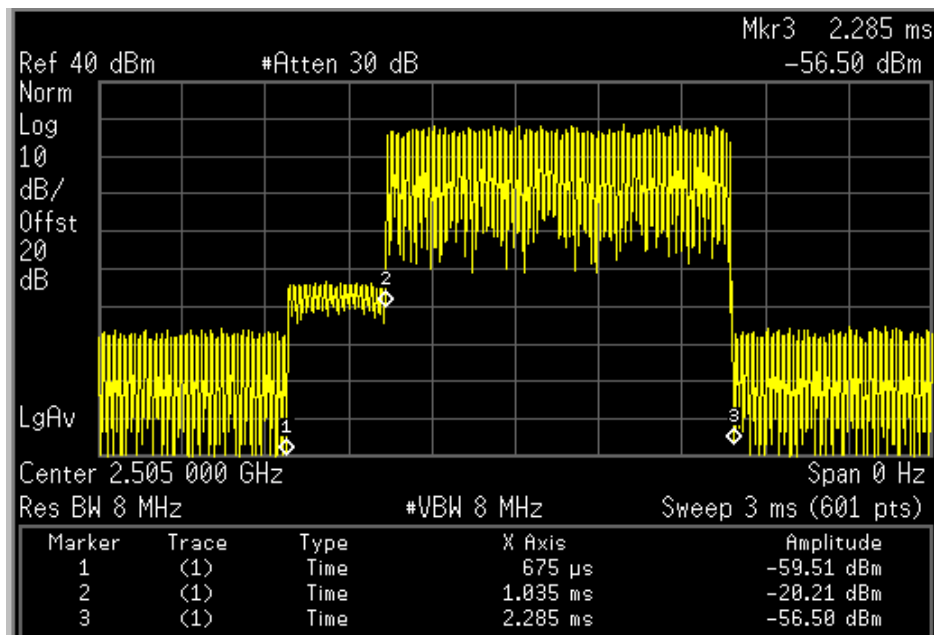 Mkr3 2.285 ms
Ref 40 dBm #Atten 30 dB -56.50 dBm
Norm
Log
10
dB/
Offst
20
dB
2
LgAv
1
3
Center 2.505 000 GHz Span 0 Hz
Res BW 8 MHz #VBW 8 MHz Sweep 3 ms (601 pts)
Marker Trace Type X Axis Amplitude
1 (1) Time 675 µs -59.51 dBm
2 (1) Time 1.035 ms -20.21 dBm
3 (1) Time 2.285 ms -56.50 dBm